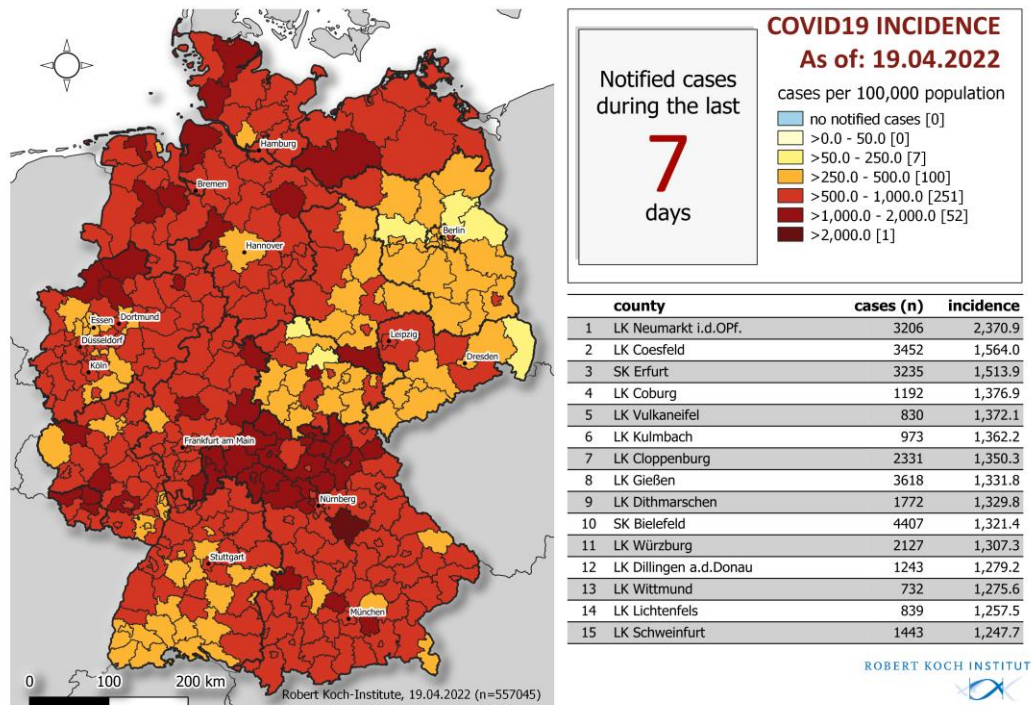 Hamburg
Bremen
Berlin
Hannover
Essen
Dortmund
Düsseldorf
Leipzig
Köln
Dresden
Frankfurt am Main
Nürnberg
Stuttgart
München
0 100 200 km
Robert Koch-Institute, 19.04.2022 (n=557045)
COVID19 INCIDENCE
As of: 19.04.2022
Notified cases
during the last
7
days
cases per 100,000 population
no notified cases [0]
>0.0 - 50.0 [0]
>50.0 - 250.0 [7]
>250.0 - 500.0 [100]
>500.0 - 1,000.0 [251]
>1,000.0 - 2,000.0 [52]
>2,000.0 [1]
county cases (n) incidence
1 LK Neumarkt i.d.OPf. 3206 2,370.9
2 LK Coesfeld 3452 1,564.0
3 SK Erfurt 3235 1,513.9
4 LK Coburg 1192 1,376.9
5 LK Vulkaneifel 830 1,372.1
6 LK Kulmbach 973 1,362.2
7 LK Cloppenburg 2331 1,350.3
8 LK Gießen 3618 1,331.8
9 LK Dithmarschen 1772 1,329.8
10 SK Bielefeld 4407 1,321.4
11 LK Würzburg 2127 1,307.3
12 LK Dillingen a.d.Donau 1243 1,279.2
13 LK Wittmund 732 1,275.6
14 LK Lichtenfels 839 1,257.5
15 LK Schweinfurt 1443 1,247.7
ROBERT KOCH INSTITUT